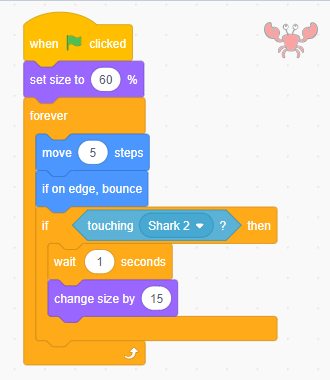 when clicked
set size to 60 %
forever
move 5 steps
if on edge, bounce
if touching Shark 2 ? then
wait 1 seconds
change size by 15